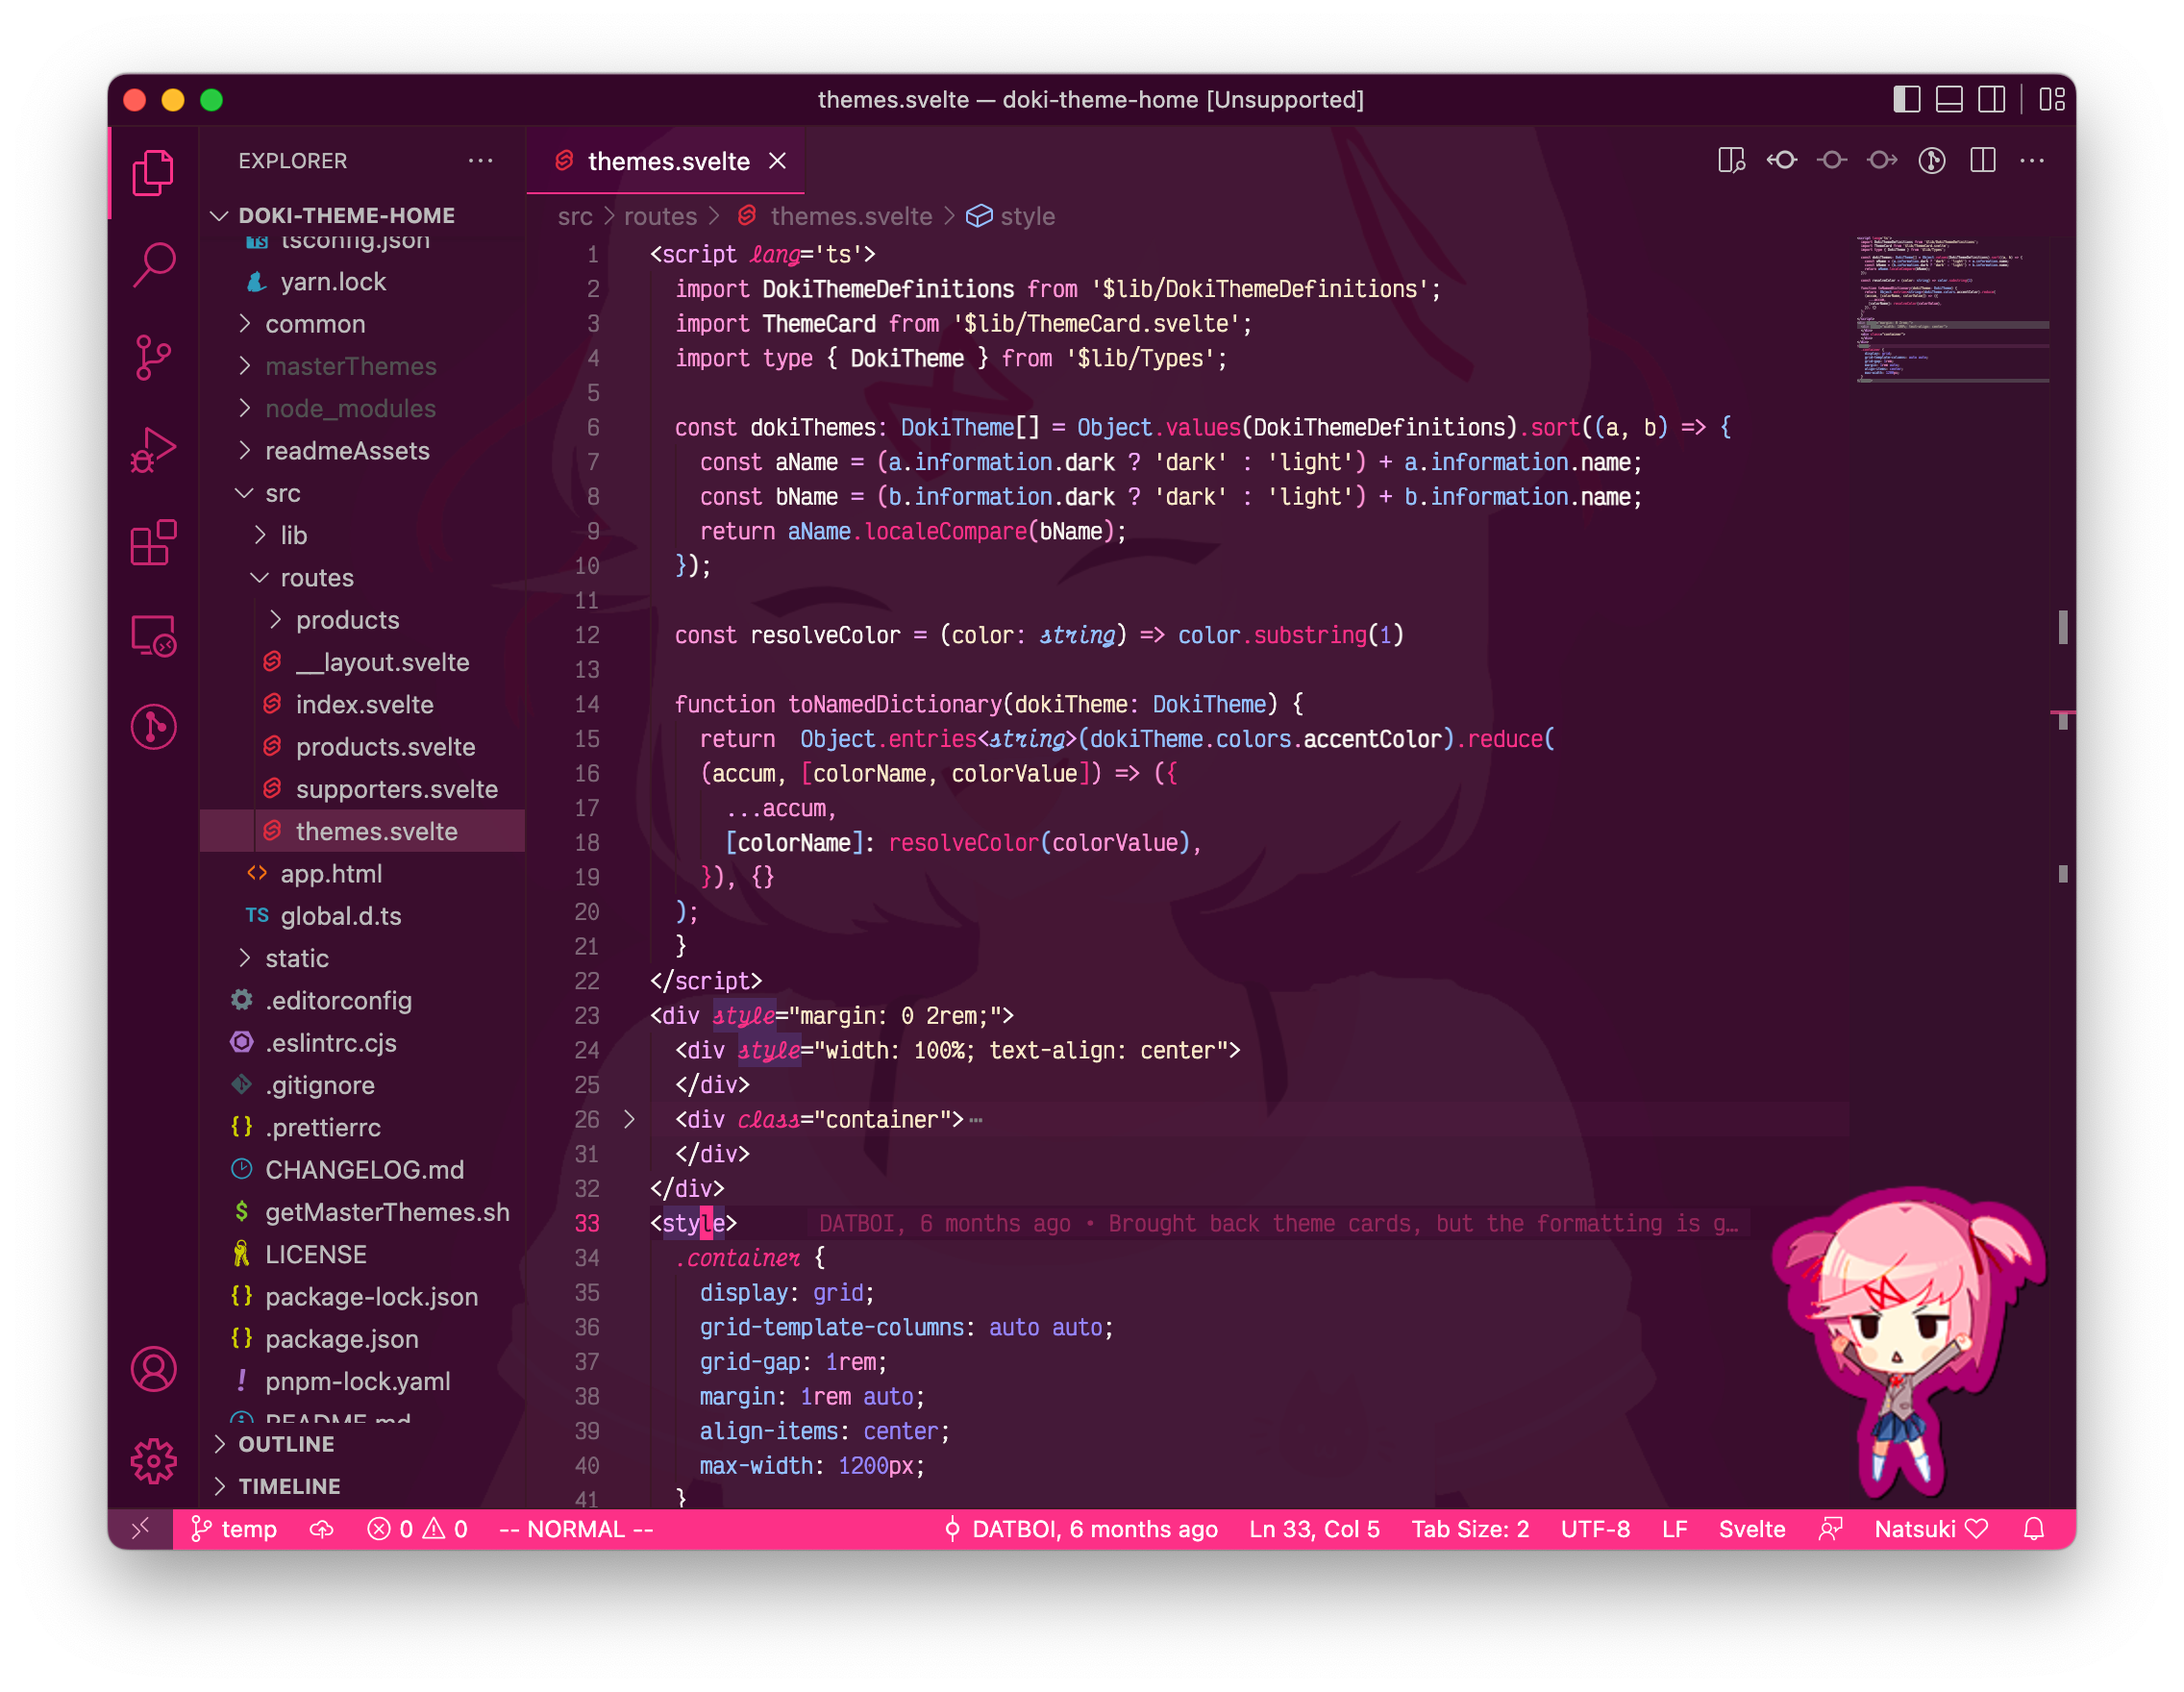 themes.svelte — doki-theme-home [Unsupported]
EXPLORER
DOKI-THEME-HOME
tsconfig.json
yarn.lock
common
masterThemes
node_modules
readmeAssets
src
lib
routes
products
__layout.svelte
index.svelte
products.svelte
supporters.svelte
themes.svelte
app.html
TS global.d.ts
static
.editorconfig
.eslintrc.cjs
.gitignore
{} .prettierrc
CHANGELOG.md
$ getMasterThemes.sh
LICENSE
{} package-lock.json
{} package.json
! pnpm-lock.yaml
README.md
OUTLINE
TIMELINE
themes.svelte
src > routes > themes.svelte > style
1 <script lang='ts'>
2 import DokiThemeDefinitions from '$lib/DokiThemeDefinitions';
3 import ThemeCard from '$lib/ThemeCard.svelte';
4 import type { DokiTheme } from '$lib/Types';
5
6 const dokiThemes: DokiTheme[] = Object.values(DokiThemeDefinitions).sort((a, b) => {
7 const aName = (a.information.dark ? 'dark' : 'light') + a.information.name;
8 const bName = (b.information.dark ? 'dark' : 'light') + b.information.name;
9 return aName.localeCompare(bName);
10 });
11
12 const resolveColor = (color: string) => color.substring(1)
13
14 function toNamedDictionary(dokiTheme: DokiTheme) {
15 return  Object.entries<string>(dokiTheme.colors.accentColor).reduce(
16 (accum, [colorName, colorValue]) => ({
17 ...accum,
18 [colorName]: resolveColor(colorValue),
19 }), {}
20 );
21 }
22 </script>
23 <div style="margin: 0 2rem;">
24 <div style="width: 100%; text-align: center">
25 </div>
26 <div class="container">…
31 </div>
32 </div>
33 <style> DATBOI, 6 months ago • Brought back theme cards, but the formatting is g…
34 .container {
35 display: grid;
36 grid-template-columns: auto auto;
37 grid-gap: 1rem;
38 margin: 1rem auto;
39 align-items: center;
40 max-width: 1200px;
41 }
temp 0 0 -- NORMAL -- DATBOI, 6 months ago Ln 33, Col 5 Tab Size: 2 UTF-8 LF Svelte Natsuki ♡